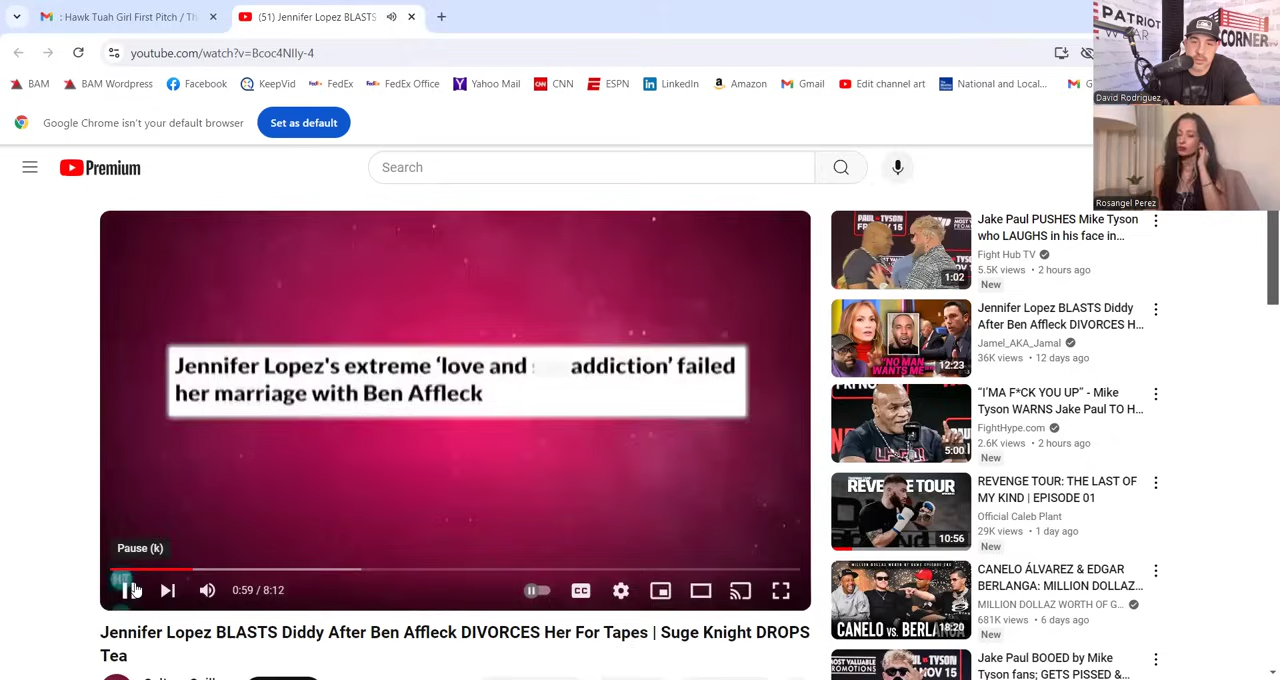 : Hawk Tuah Girl First Pitch / Th
(51) Jennifer Lopez BLASTS
youtube.com/watch?v=Bcoc4NIIy-4
BAM
BAM Wordpress
Facebook
KeepVid
FedEx
FedEx Office
Yahoo Mail
CNN
ESPN
LinkedIn
Amazon
Gmail
Edit channel art
National and Local...
Google Chrome isn't your default browser
Set as default
PATRIOT
WEAR
CORNER
David Rodriguez
Rosangel Perez
Premium
Search
Jennifer Lopez's extreme 'love and addiction' failed
marriage with Ben Affleck
Pause (k)
0:59 / 8:12
CC
Jennifer Lopez BLASTS Diddy After Ben Affleck DIVORCES Her For Tapes | Suge Knight DROPS
Tea
1:02
Jake Paul PUSHES Mike Tyson
who LAUGHS in his face in...
Fight Hub TV
5.5K views • 2 hours ago
New
"NO MAN
WANTS ME"
12:23
Jennifer Lopez BLASTS Diddy
After Ben Affleck DIVORCES H...
Jamel_AKA_Jamal
36K views • 12 days ago
5:00
"I'MA F*CK YOU UP" - Mike
Tyson WARNS Jake Paul TO H...
FightHype.com
2.6K views • 2 hours ago
New
REVENGE TOUR
10:56
REVENGE TOUR: THE LAST OF
MY KIND | EPISODE 01
Official Caleb Plant
29K views • 1 day ago
New
CANELO VS. BERLANGA
18:20
CANELO ÁLVAREZ & EDGAR
BERLANGA: MILLION DOLLAZ...
MILLION DOLLAZ WORTH OF G...
681K views • 6 days ago
New
Jake Paul BOOED by Mike
Tyson fans; GETS PISSED &...